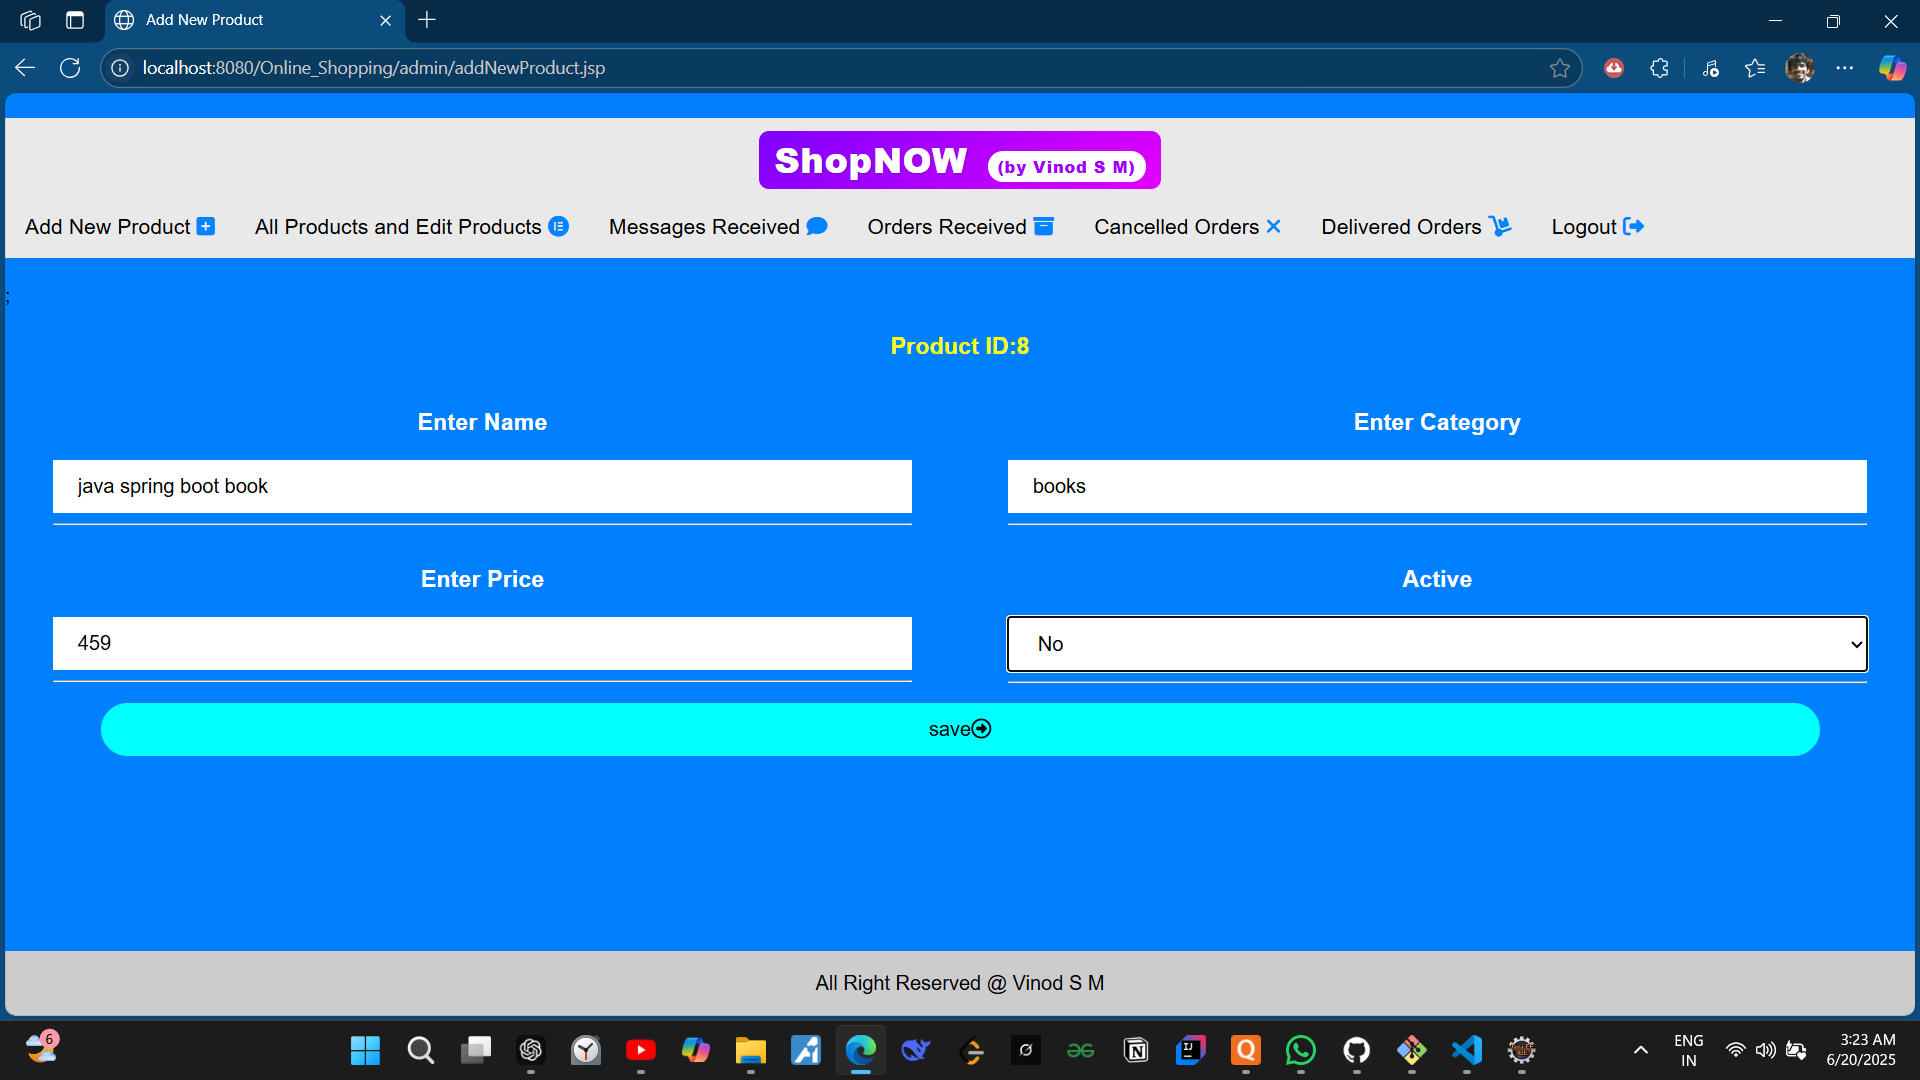 Add New Product
localhost:8080/Online_Shopping/admin/addNewProduct.jsp
ShopNOW (by Vinod S M)
Add New Product All Products and Edit Products Messages Received Orders Received Cancelled Orders Delivered Orders Logout
;
Product ID:8
Enter Name
java spring boot book
Enter Category
books
Enter Price
459
Active
No
save
All Right Reserved @ Vinod S M
6
ENG
IN
3:23 AM
6/20/2025